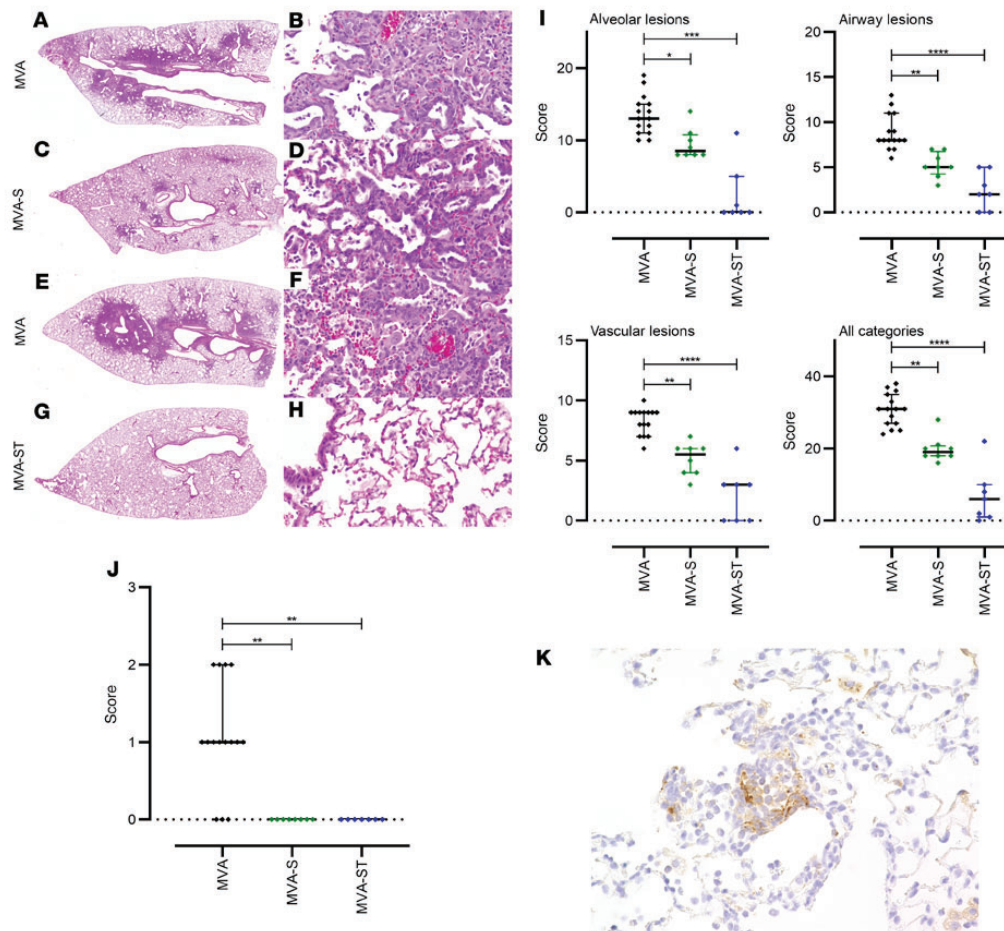 A
B
MVA
C
D
MVA-S
E
F
MVA
G
H
MVA-ST
I
Alveolar lesions
***
*
20
10
0
Score
MVA
MVA-S
MVA-ST
Airway lesions
20
15
10
5
0
Score
****
**
MVA
MVA-S
MVA-ST
Vascular lesions
15
10
5
0
Score
****
**
MVA
MVA-S
MVA-ST
All categories
40
20
0
Score
****
**
MVA
MVA-S
MVA-ST
J
3
2
1
0
Score
**
**
MVA
MVA-S
MVA-ST
K